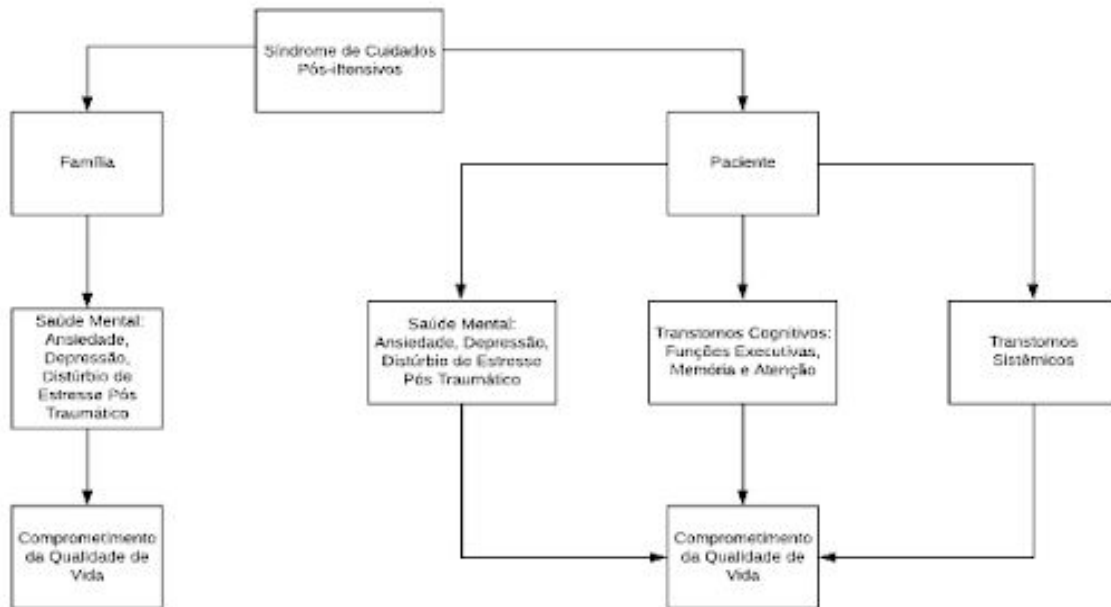 Síndrome de Cuidados
Pós-iftensivos
Família
Paciente
Saúde Mental:
Ansiedade,
Depressão,
Distúrbio de
Estresse Pós
Traumático
Saúde Mental:
Ansiedade, Depressão,
Distúrbio de Estresse
Pós Traumático
Transtornos Cognitivos:
Funções Executivas,
Memória e Atenção
Transtornos
Sistêmicos
Comprometimento
da Qualidade de
Vida
Comprometimento
da Qualidade de
Vida